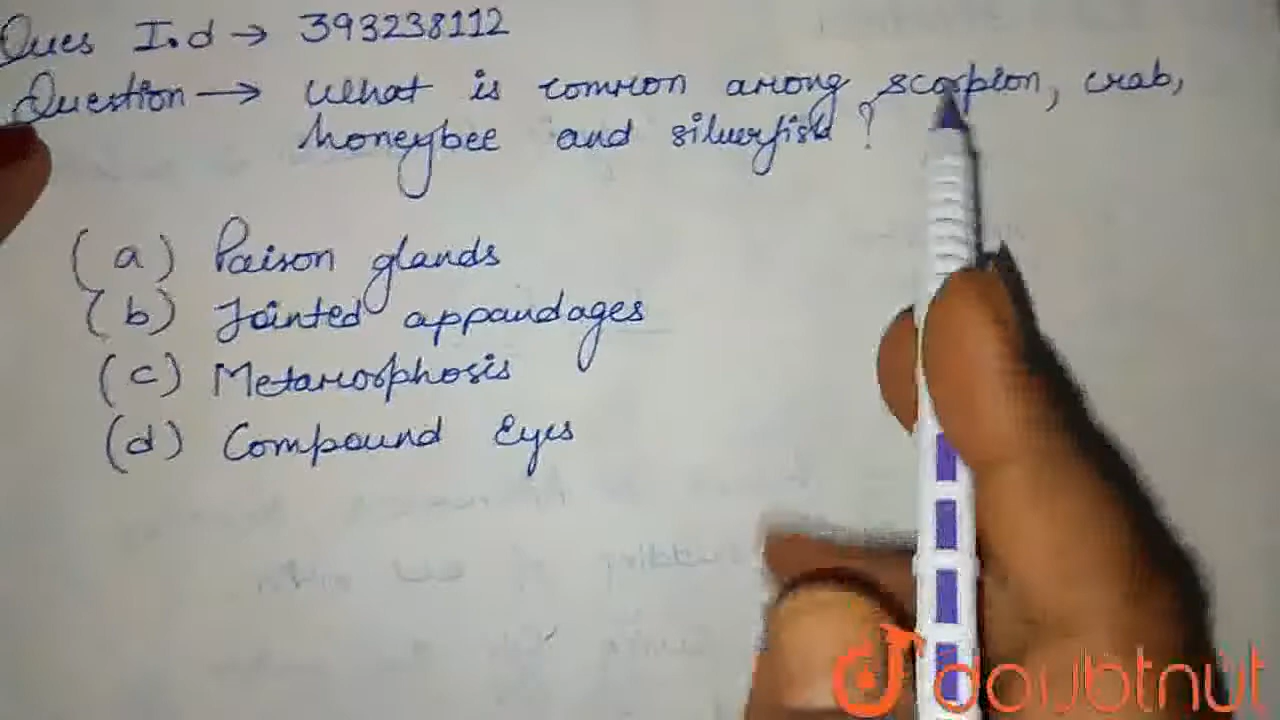 Ques I.d → 393238112
Question → What is common among scorpion, crab,
honeybee and silverfish ?
(a) Poison glands
(b) Jointed appandages
(c) Metamorphosis
(d) Compound Eyes
doubtnut